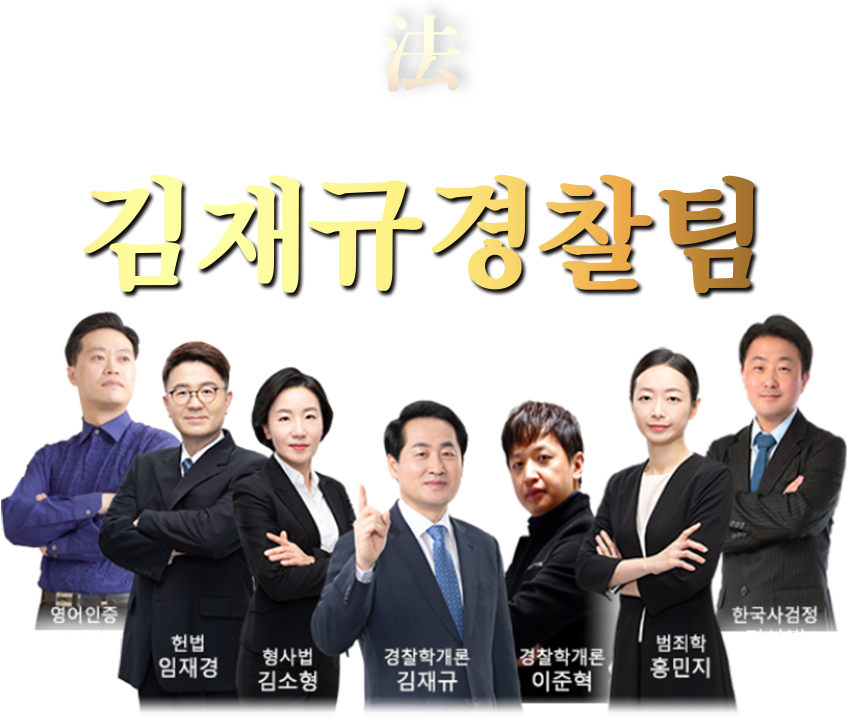 法
김재규경찰팀
영어인증
헌법
임재경
형사법
김소형
경찰학개론
김재규
경찰학개론
이준혁
범죄학
홍민지
한국사검정